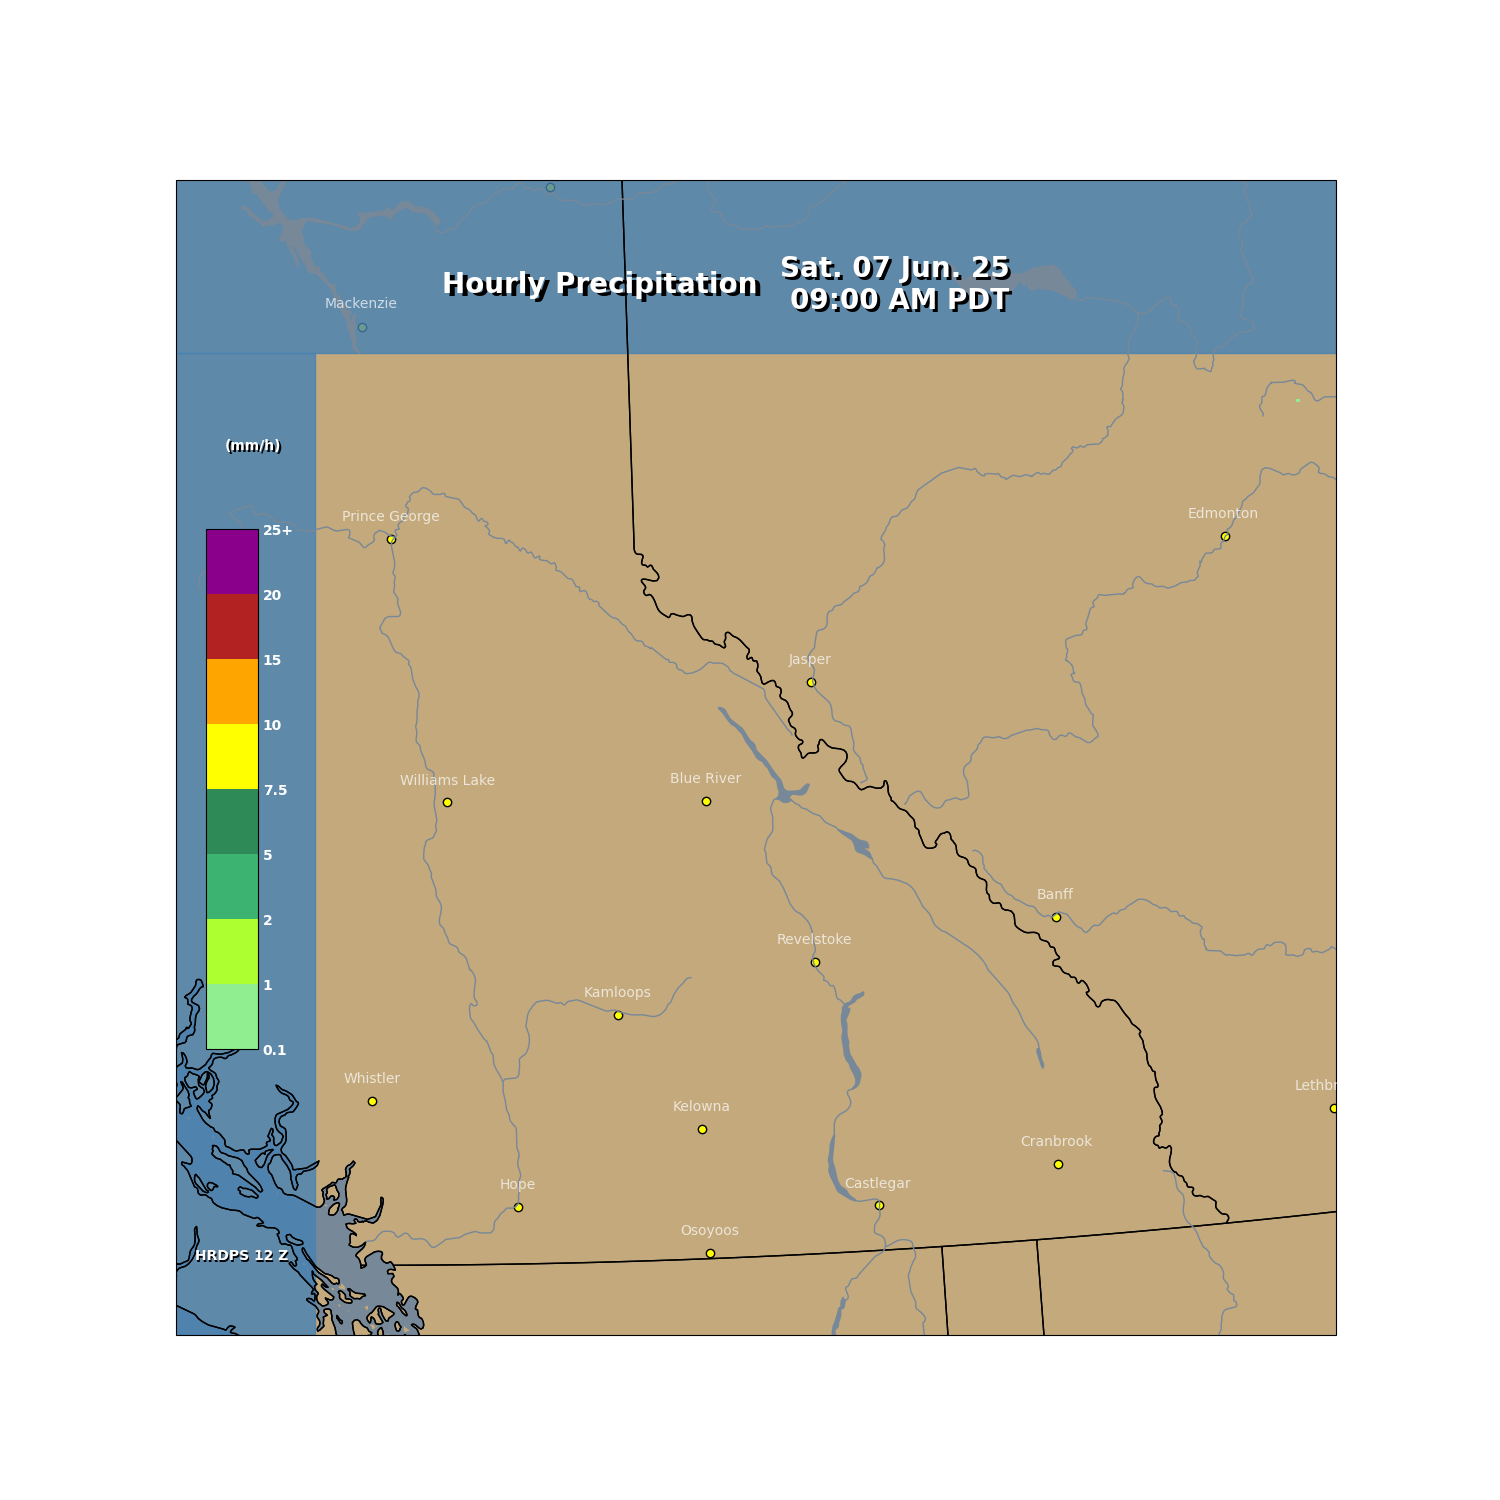 Hourly Precipitation
Sat. 07 Jun. 25
09:00 AM PDT
Mackenzie
(mm/h)
25+
20
15
10
7.5
5
2
1
0.1
Prince George
Edmonton
Jasper
Williams Lake
Blue River
Banff
Revelstoke
Kamloops
Whistler
Lethbr
Kelowna
Cranbrook
Hope
Castlegar
Osoyoos
HRDPS 12 Z